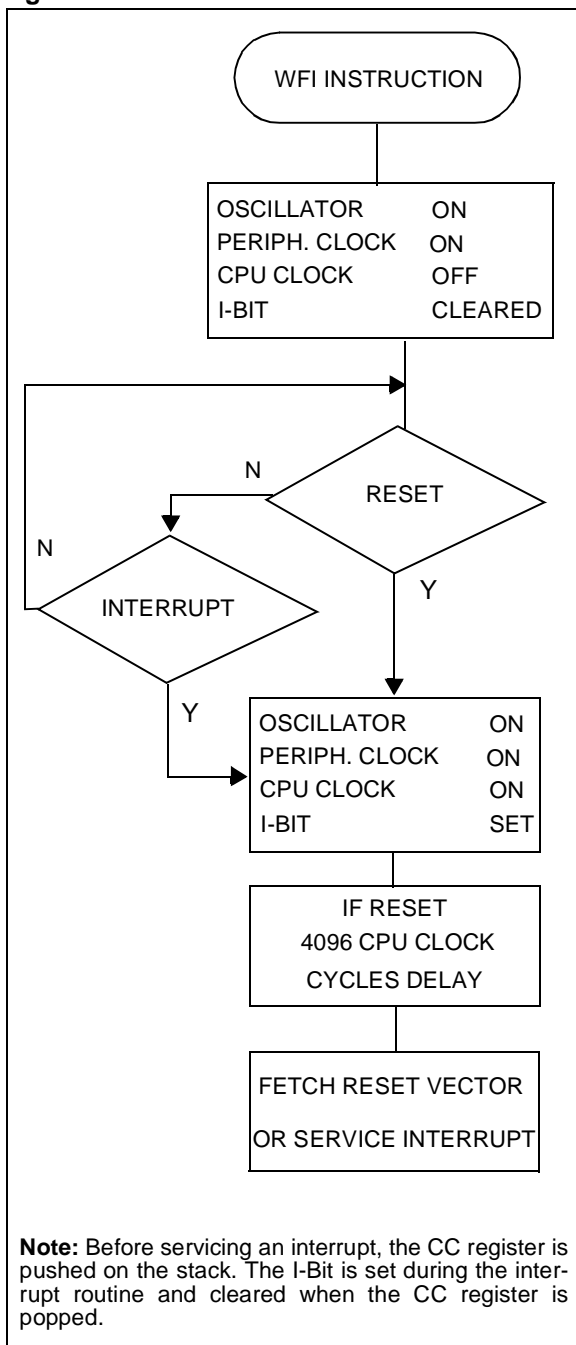 WFI INSTRUCTION
OSCILLATOR ON
PERIPH. CLOCK ON
CPU CLOCK OFF
I-BIT CLEARED
N
RESET
N
INTERRUPT
Y
Y
OSCILLATOR ON
PERIPH. CLOCK ON
CPU CLOCK ON
I-BIT SET
IF RESET
4096 CPU CLOCK
CYCLES DELAY
FETCH RESET VECTOR
OR SERVICE INTERRUPT
Note: Before servicing an interrupt, the CC register is
pushed on the stack. The I-Bit is set during the inter-
rupt routine and cleared when the CC register is
popped.